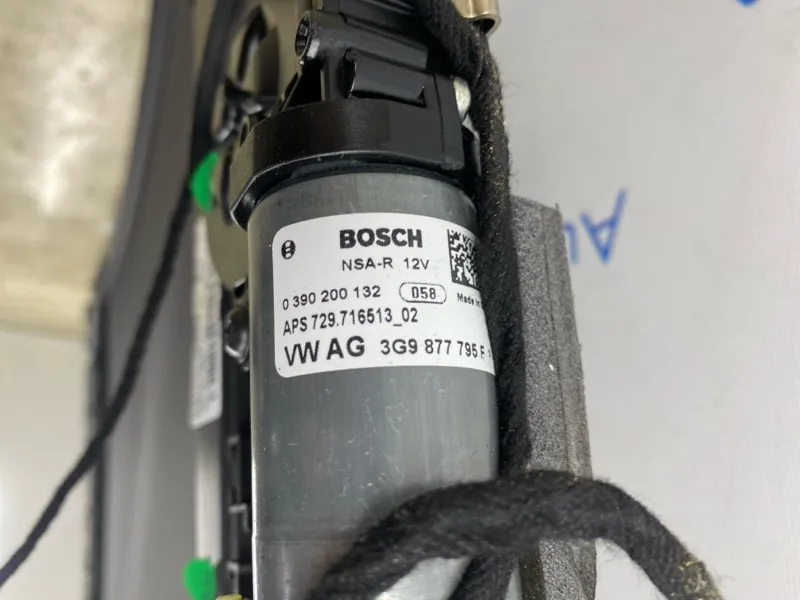 BOSCH
NSA-R 12V
0 390 200 132 058 Made in
APS 729.716513_02
VW AG 3G9 877 795